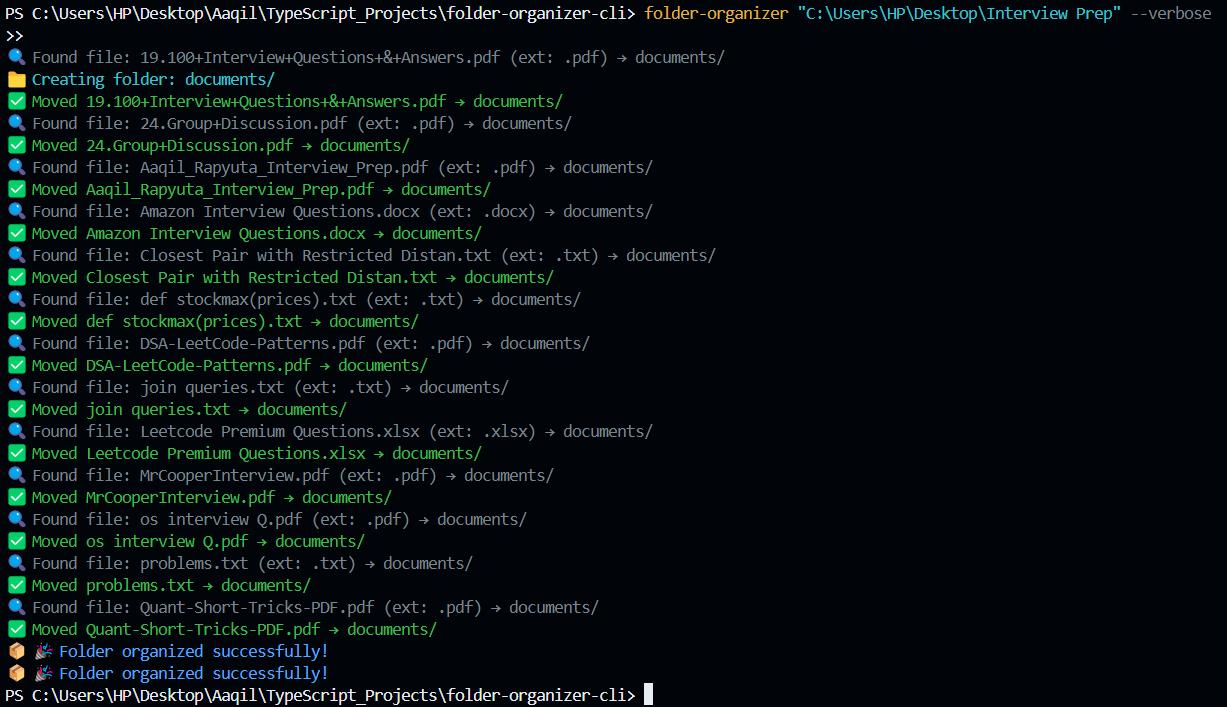 PS C:\Users\HP\Desktop\Aaqil\TypeScript_Projects\folder-organizer-cli> folder-organizer "C:\Users\HP\Desktop\Interview Prep" --verbose
>>
🔍 Found file: 19.100+Interview+Questions+&+Answers.pdf (ext: .pdf) → documents/
📁 Creating folder: documents/
✅ Moved 19.100+Interview+Questions+&+Answers.pdf → documents/
🔍 Found file: 24.Group+Discussion.pdf (ext: .pdf) → documents/
✅ Moved 24.Group+Discussion.pdf → documents/
🔍 Found file: Aaqil_Rapyuta_Interview_Prep.pdf (ext: .pdf) → documents/
✅ Moved Aaqil_Rapyuta_Interview_Prep.pdf → documents/
🔍 Found file: Amazon Interview Questions.docx (ext: .docx) → documents/
✅ Moved Amazon Interview Questions.docx → documents/
🔍 Found file: Closest Pair with Restricted Distan.txt (ext: .txt) → documents/
✅ Moved Closest Pair with Restricted Distan.txt → documents/
🔍 Found file: def stockmax(prices).txt (ext: .txt) → documents/
✅ Moved def stockmax(prices).txt → documents/
🔍 Found file: DSA-LeetCode-Patterns.pdf (ext: .pdf) → documents/
✅ Moved DSA-LeetCode-Patterns.pdf → documents/
🔍 Found file: join queries.txt (ext: .txt) → documents/
✅ Moved join queries.txt → documents/
🔍 Found file: Leetcode Premium Questions.xlsx (ext: .xlsx) → documents/
✅ Moved Leetcode Premium Questions.xlsx → documents/
🔍 Found file: MrCooperInterview.pdf (ext: .pdf) → documents/
✅ Moved MrCooperInterview.pdf → documents/
🔍 Found file: os interview Q.pdf (ext: .pdf) → documents/
✅ Moved os interview Q.pdf → documents/
🔍 Found file: problems.txt (ext: .txt) → documents/
✅ Moved problems.txt → documents/
🔍 Found file: Quant-Short-Tricks-PDF.pdf (ext: .pdf) → documents/
✅ Moved Quant-Short-Tricks-PDF.pdf → documents/
📦 🎉 Folder organized successfully!
📦 🎉 Folder organized successfully!
PS C:\Users\HP\Desktop\Aaqil\TypeScript_Projects\folder-organizer-cli>